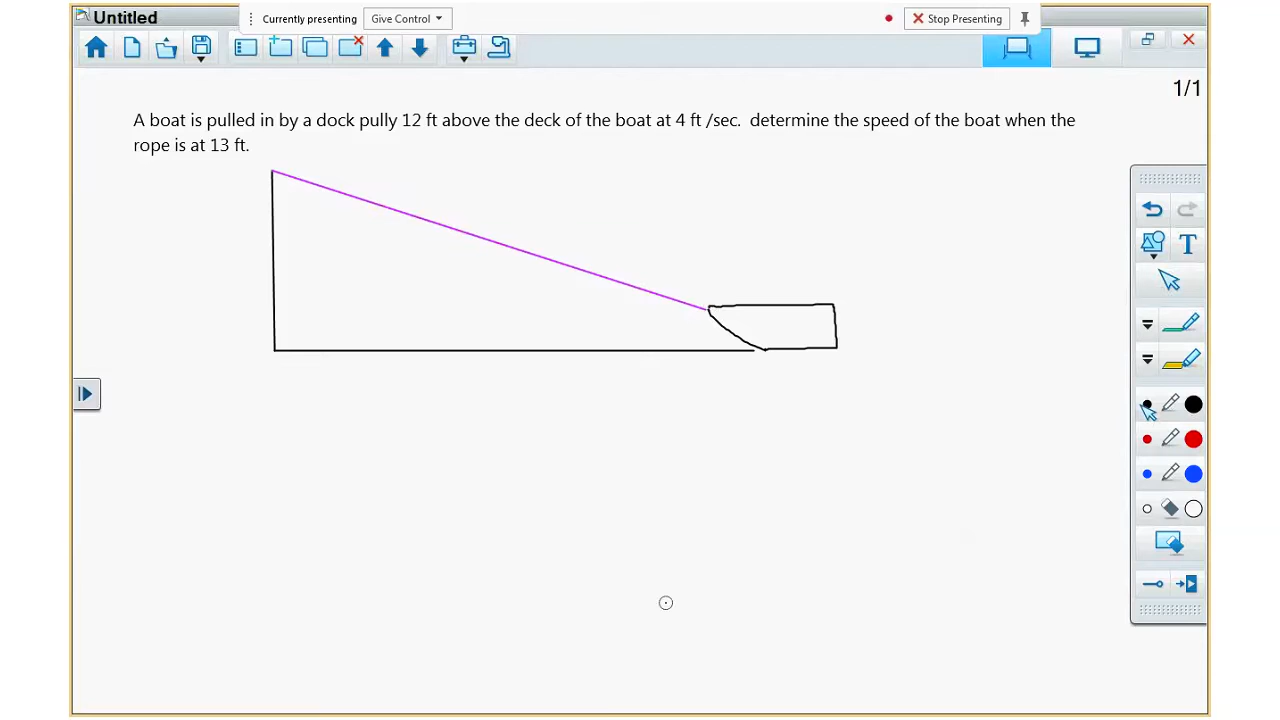 Untitled
Currently presenting
Give Control
Stop Presenting
1/1
A boat is pulled in by a dock pully 12 ft above the deck of the boat at 4 ft /sec. determine the speed of the boat when the
rope is at 13 ft.
T